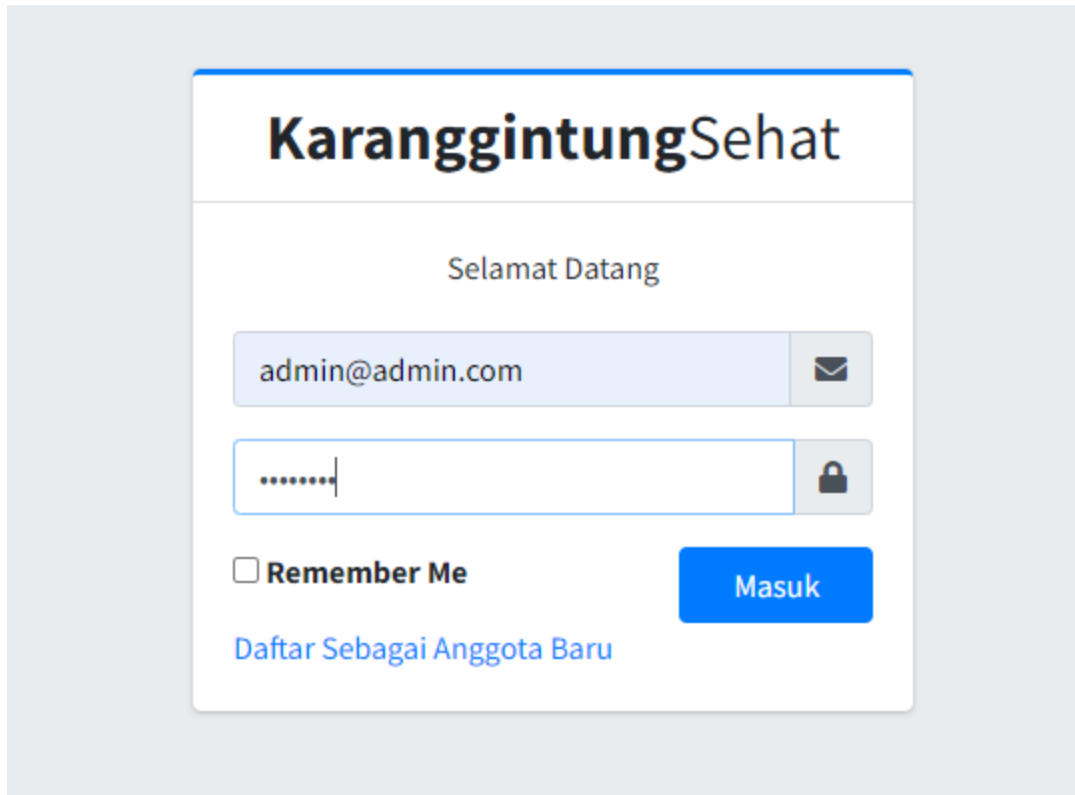 KaranggintungSehat
Selamat Datang
admin@admin.com
••••••••
Remember Me
Masuk
Daftar Sebagai Anggota Baru